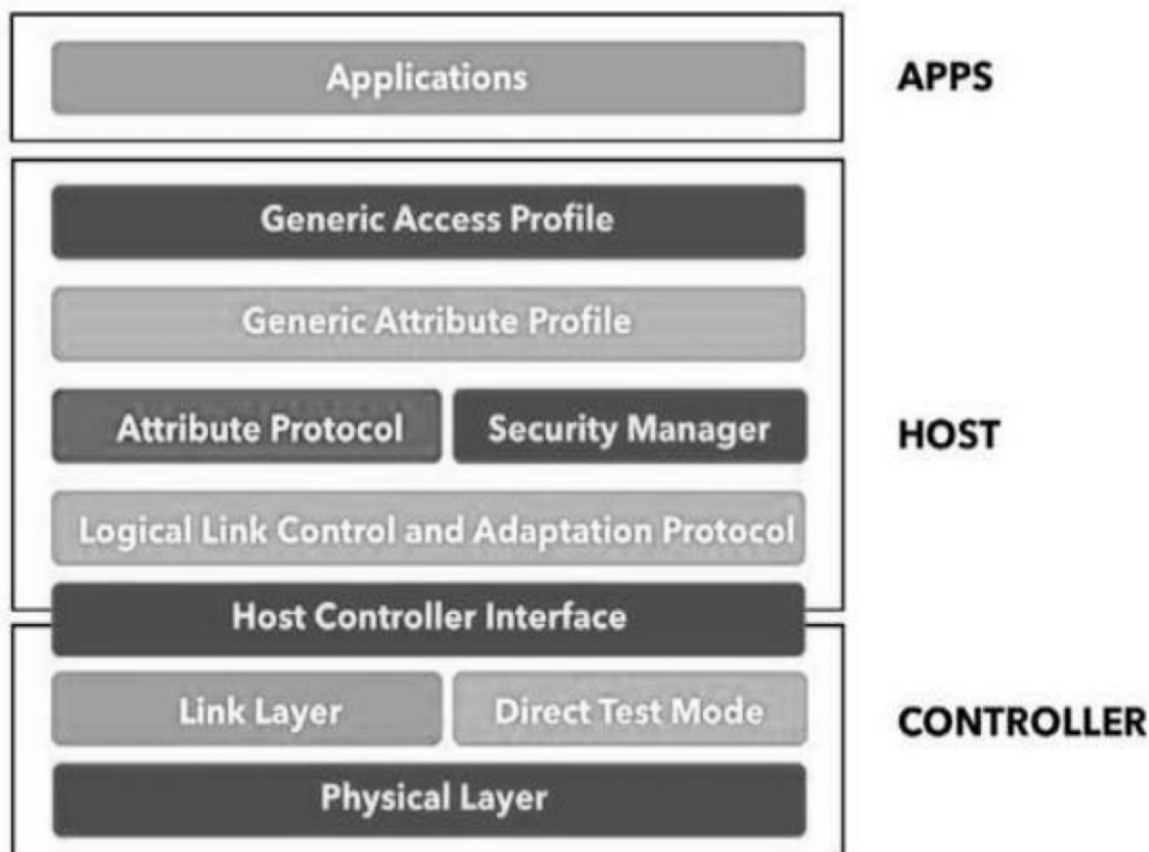 Applications
APPS
Generic Access Profile
Generic Attribute Profile
Attribute Protocol
Security Manager
HOST
Logical Link Control and Adaptation Protocol
Host Controller Interface
Link Layer
Direct Test Mode
CONTROLLER
Physical Layer